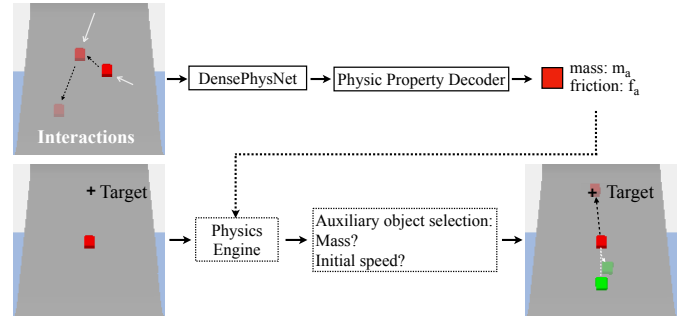 DensePhysNet
Physic Property Decoder
mass: mₐ
friction: fₐ
Interactions
+ Target
Physics
Engine
Auxiliary object selection:
Mass?
Initial speed?
+ Target